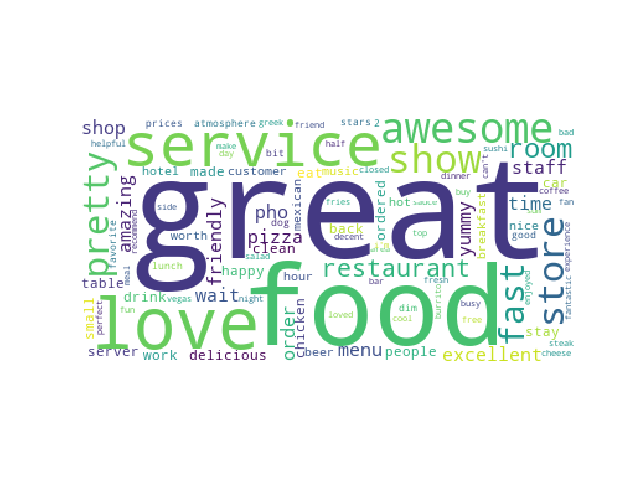 shop
prices
atmosphere
greek
friend
stars
2
awesome
bad
helpful
service
make
day
half
show
sushi
room
pretty
hotel
made
customer
bit
eat
music
closed
dinner
can't
staff
amazing
great
car
coffee
favorite
recommend
side
friendly
pho
dog
fries
mexican
decent
back
ordered
hot
sauce
top
yummy
buy
breakfast
time
fan
nice
good
worth
pizza
clean
salad
experience
meal
lunch
happy
hour
restaurant
fresh
fast
store
enjoyed
fantastic
table
drink
vegas
wait
night
food
bar
dim
burrito
busy
small
perfect
fun
love
order
chicken
loved
cool
free
stay
server
work
delicious
beer
menu
people
excellent
steak
cheese